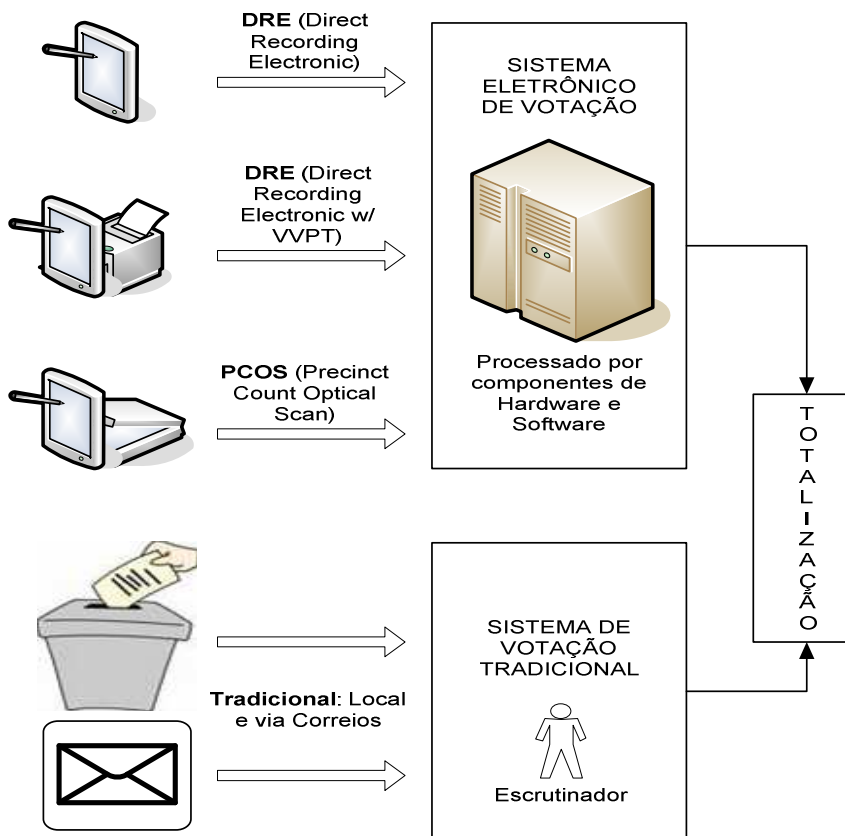 DRE (Direct
Recording
Electronic)
SISTEMA
ELETRÔNICO
DE VOTAÇÃO
DRE (Direct
Recording
Electronic w/
VVPT)
PCOS (Precinct
Count Optical
Scan)
Processado por
componentes de
Hardware e
Software
TOTALIZAÇÃO
Tradicional: Local
e via Correios
SISTEMA DE
VOTAÇÃO
TRADICIONAL
Escrutinador